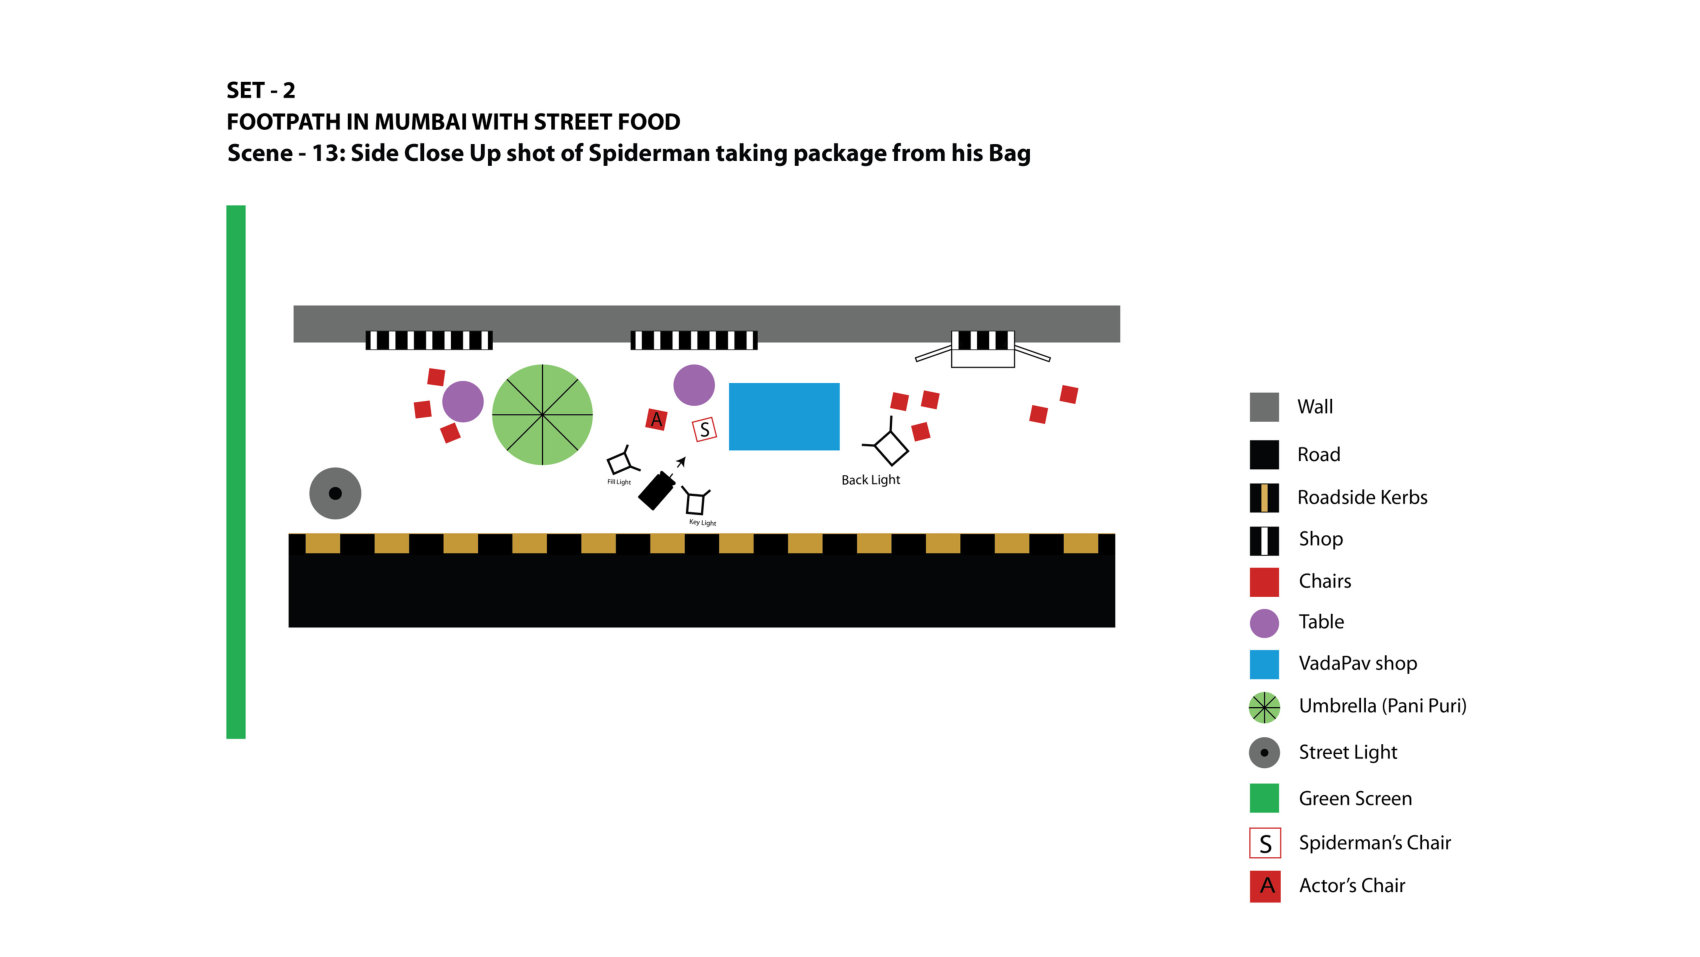 SET - 2
FOOTPATH IN MUMBAI WITH STREET FOOD
Scene - 13: Side Close Up shot of Spiderman taking package from his Bag
A
S
Fill Light
Key Light
Back Light
Wall
Road
Roadside Kerbs
Shop
Chairs
Table
VadaPav shop
Umbrella (Pani Puri)
Street Light
Green Screen
S Spiderman’s Chair
A Actor’s Chair